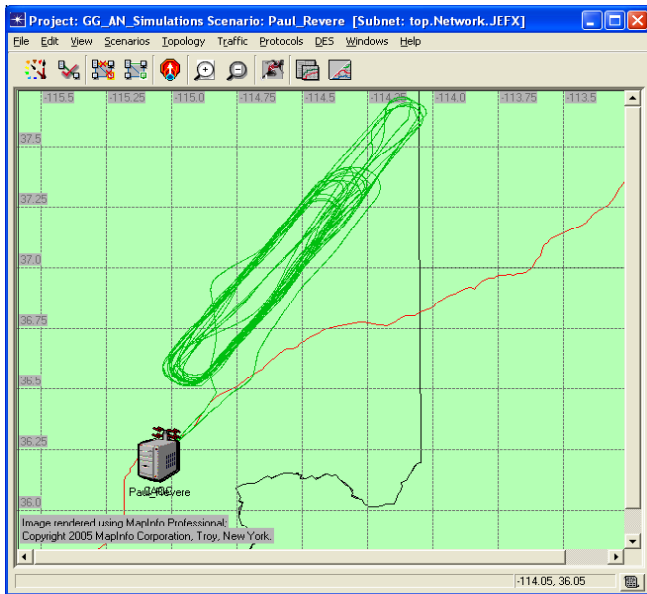 Project: GG_AN_Simulations Scenario: Paul_Revere [Subnet: top.Network.JEFX]
File Edit View Scenarios Topology Traffic Protocols DES Windows Help
-115.5 -115.25 -115.0 -114.75 -114.5 -114.25 -114.0 -113.75 -113.5
37.5
37.25
37.0
36.75
36.5
36.25
Paul_Revere
36.0
Image rendered using MapInfo Professional;
Copyright 2005 MapInfo Corporation, Troy, New York.
-114.05, 36.05